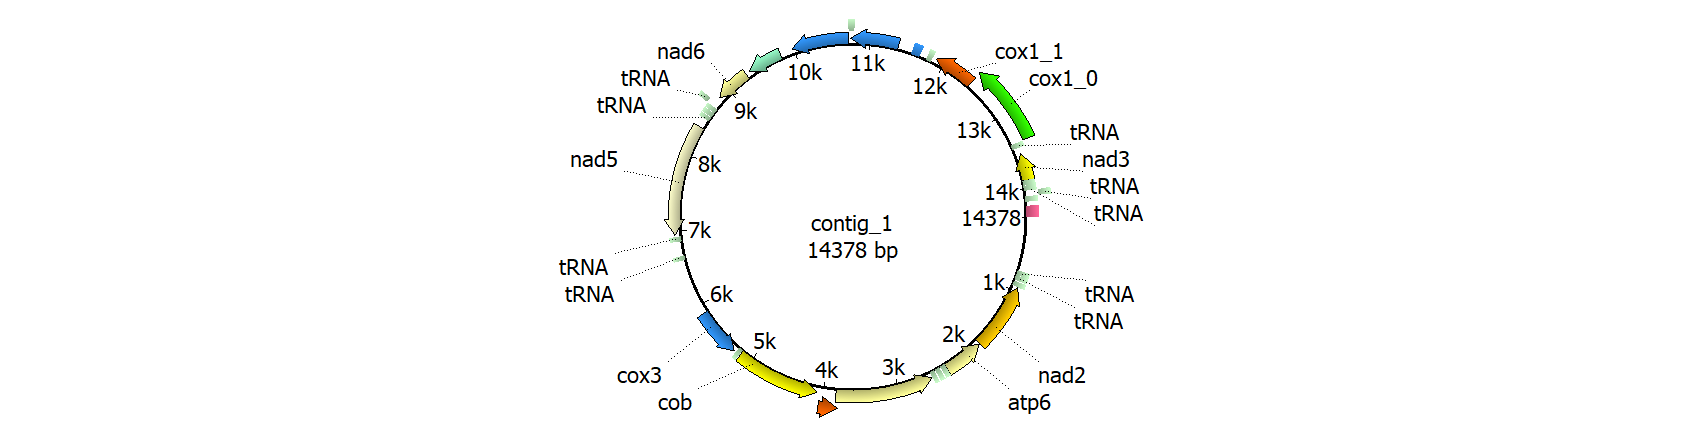 nad6
tRNA
tRNA
nad5
tRNA
tRNA
cox3
cob
10k
11k
12k
9k
13k
8k
14k
14378
7k
contig_1
14378 bp
6k
1k
5k
2k
4k
3k
cox1_1
cox1_0
tRNA
nad3
tRNA
tRNA
tRNA
tRNA
nad2
atp6